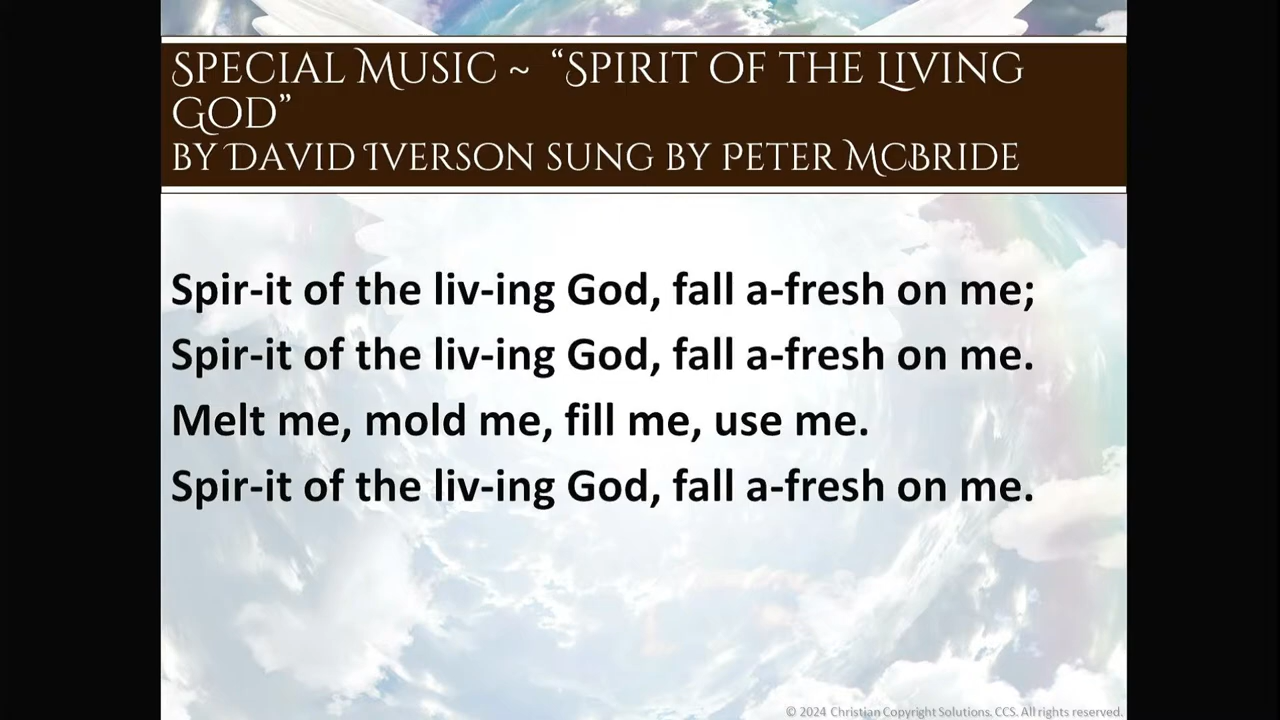 Special Music ~ “Spirit of the Living
God”
by David Iverson sung by Peter McBride
Spir-it of the liv-ing God, fall a-fresh on me;
Spir-it of the liv-ing God, fall a-fresh on me.
Melt me, mold me, fill me, use me.
Spir-it of the liv-ing God, fall a-fresh on me.
© 2024 Christian Copyright Solutions. CCS. All rights reserved.